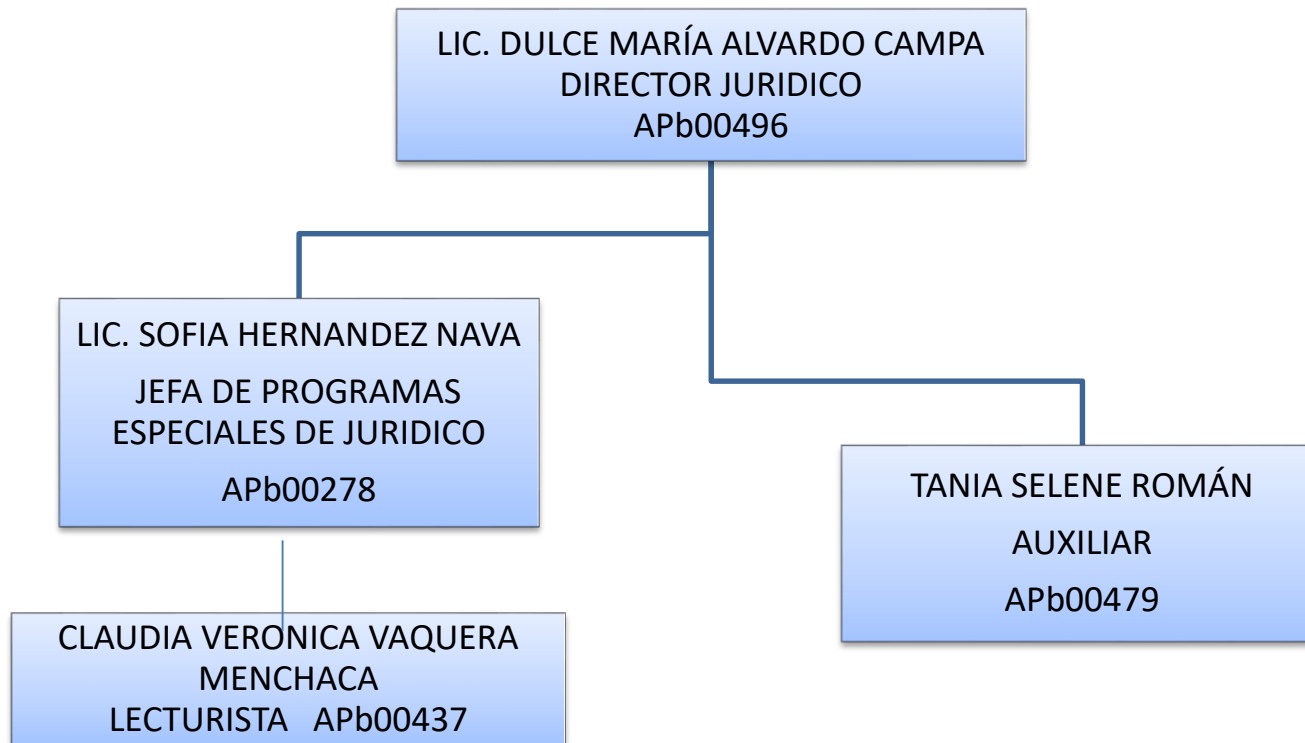 LIC. DULCE MARÍA ALVARDO CAMPA
DIRECTOR JURIDICO
APb00496
LIC. SOFIA HERNANDEZ NAVA
JEFA DE PROGRAMAS
ESPECIALES DE JURIDICO
APb00278
TANIA SELENE ROMÁN
AUXILIAR
APb00479
CLAUDIA VERONICA VAQUERA
MENCHACA
LECTURISTA   APb00437